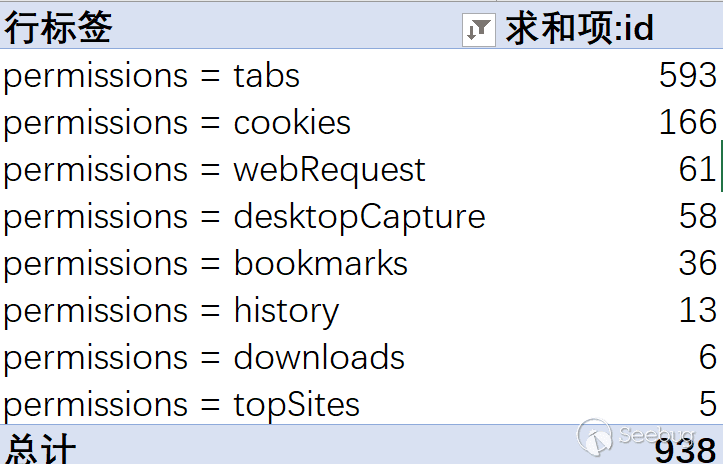 行标签 求和项:id
permissions = tabs 593
permissions = cookies 166
permissions = webRequest 61
permissions = desktopCapture 58
permissions = bookmarks 36
permissions = history 13
permissions = downloads 6
permissions = topSites 5
总计 938
Seebug